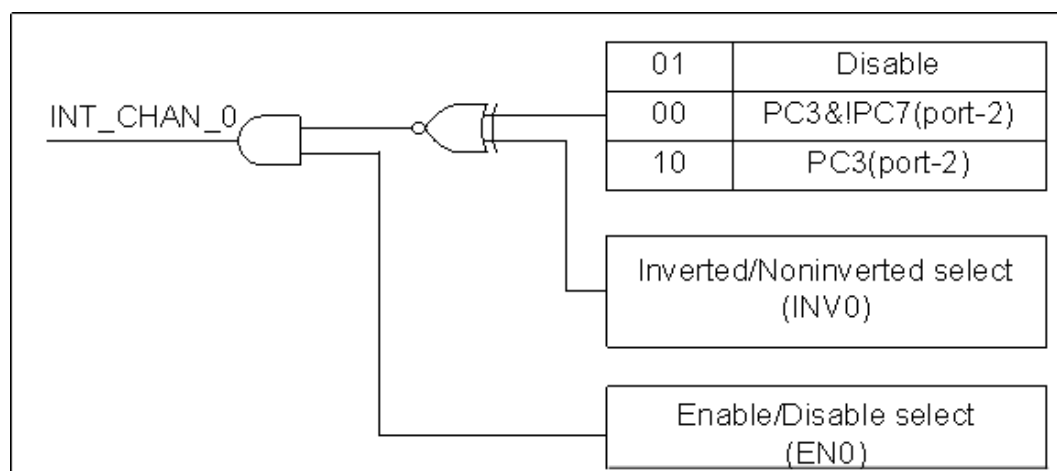 INT_CHAN_0
01 Disable
00 PC3&!PC7(port-2)
10 PC3(port-2)
Inverted/Noninverted select
(INV0)
Enable/Disable select
(EN0)